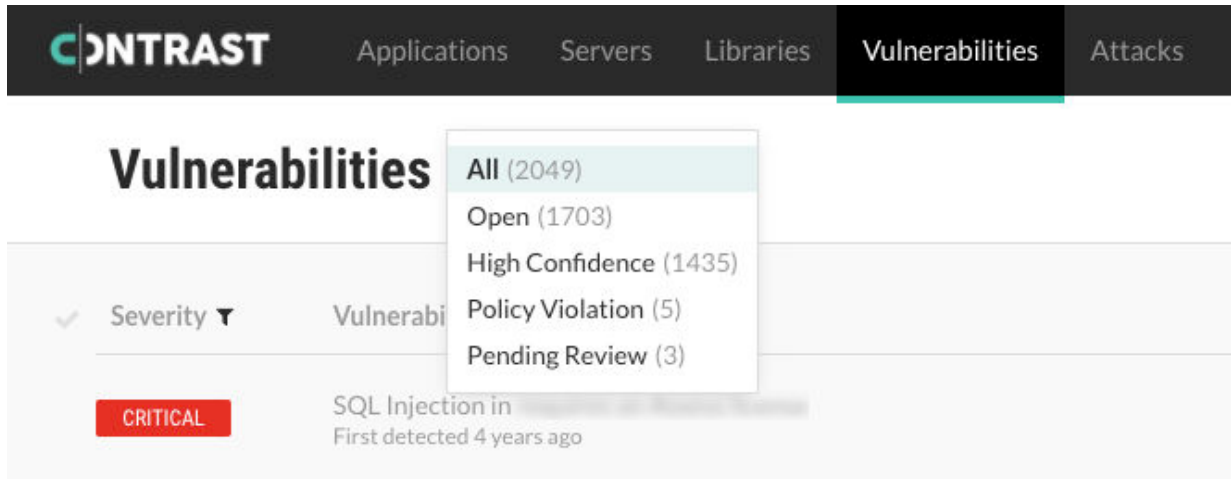 CONTRAST Applications Servers Libraries Vulnerabilities Attacks
Vulnerabilities
All (2049)
Open (1703)
High Confidence (1435)
Policy Violation (5)
Pending Review (3)
Severity Vulnerabi
CRITICAL SQL Injection in
First detected 4 years ago